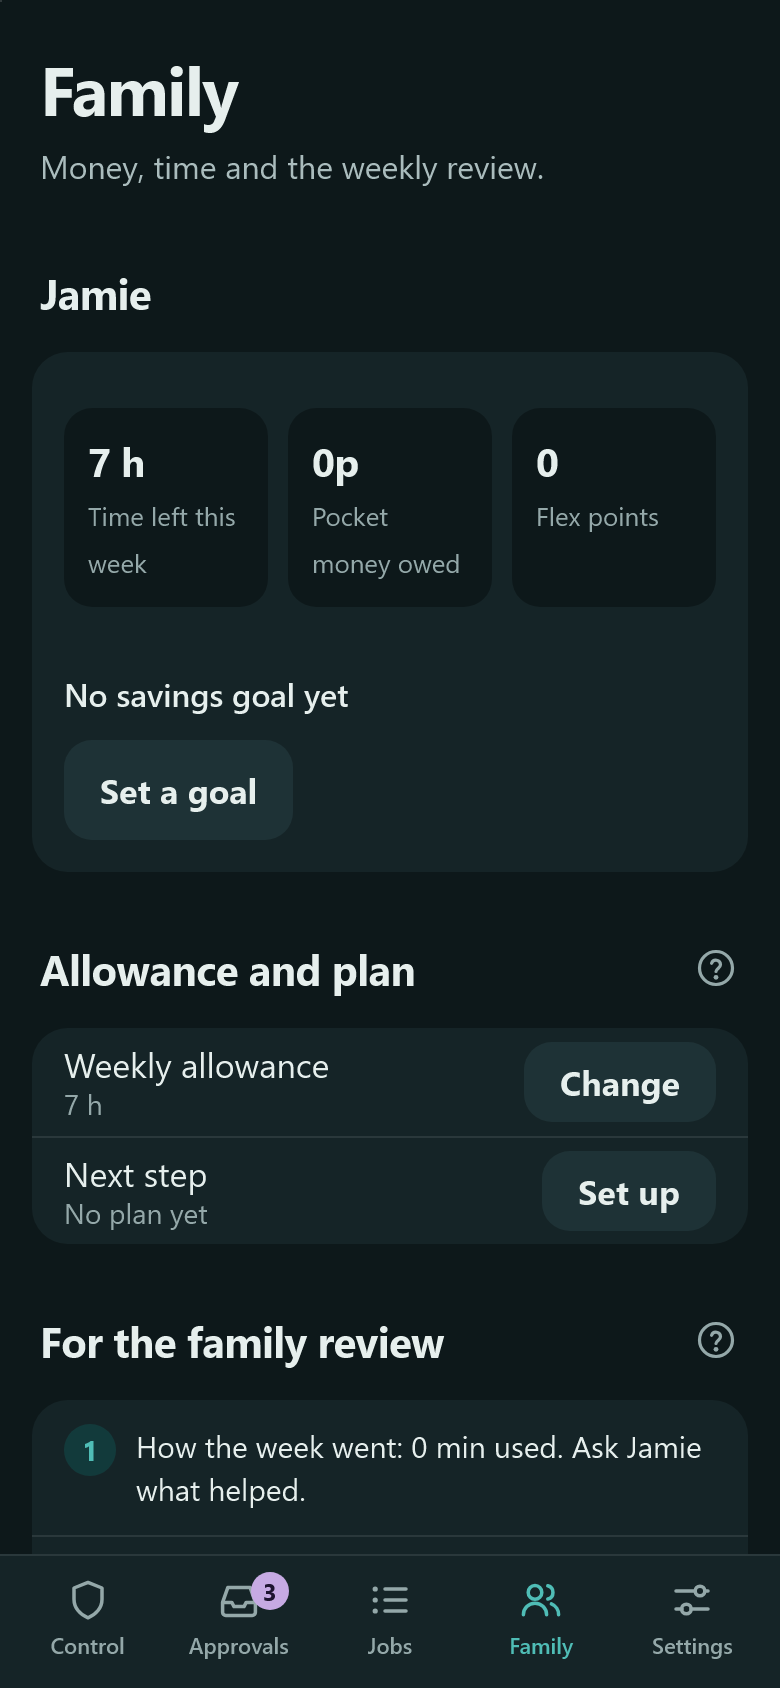 Family
Money, time and the weekly review.
Jamie
7 h
Time left this
week
0p
Pocket
money owed
0
Flex points
No savings goal yet
Set a goal
Allowance and plan
?
Weekly allowance
7 h
Change
Next step
No plan yet
Set up
For the family review
?
1
How the week went: 0 min used. Ask Jamie
what helped.
3
Control
Approvals
Jobs
Family
Settings